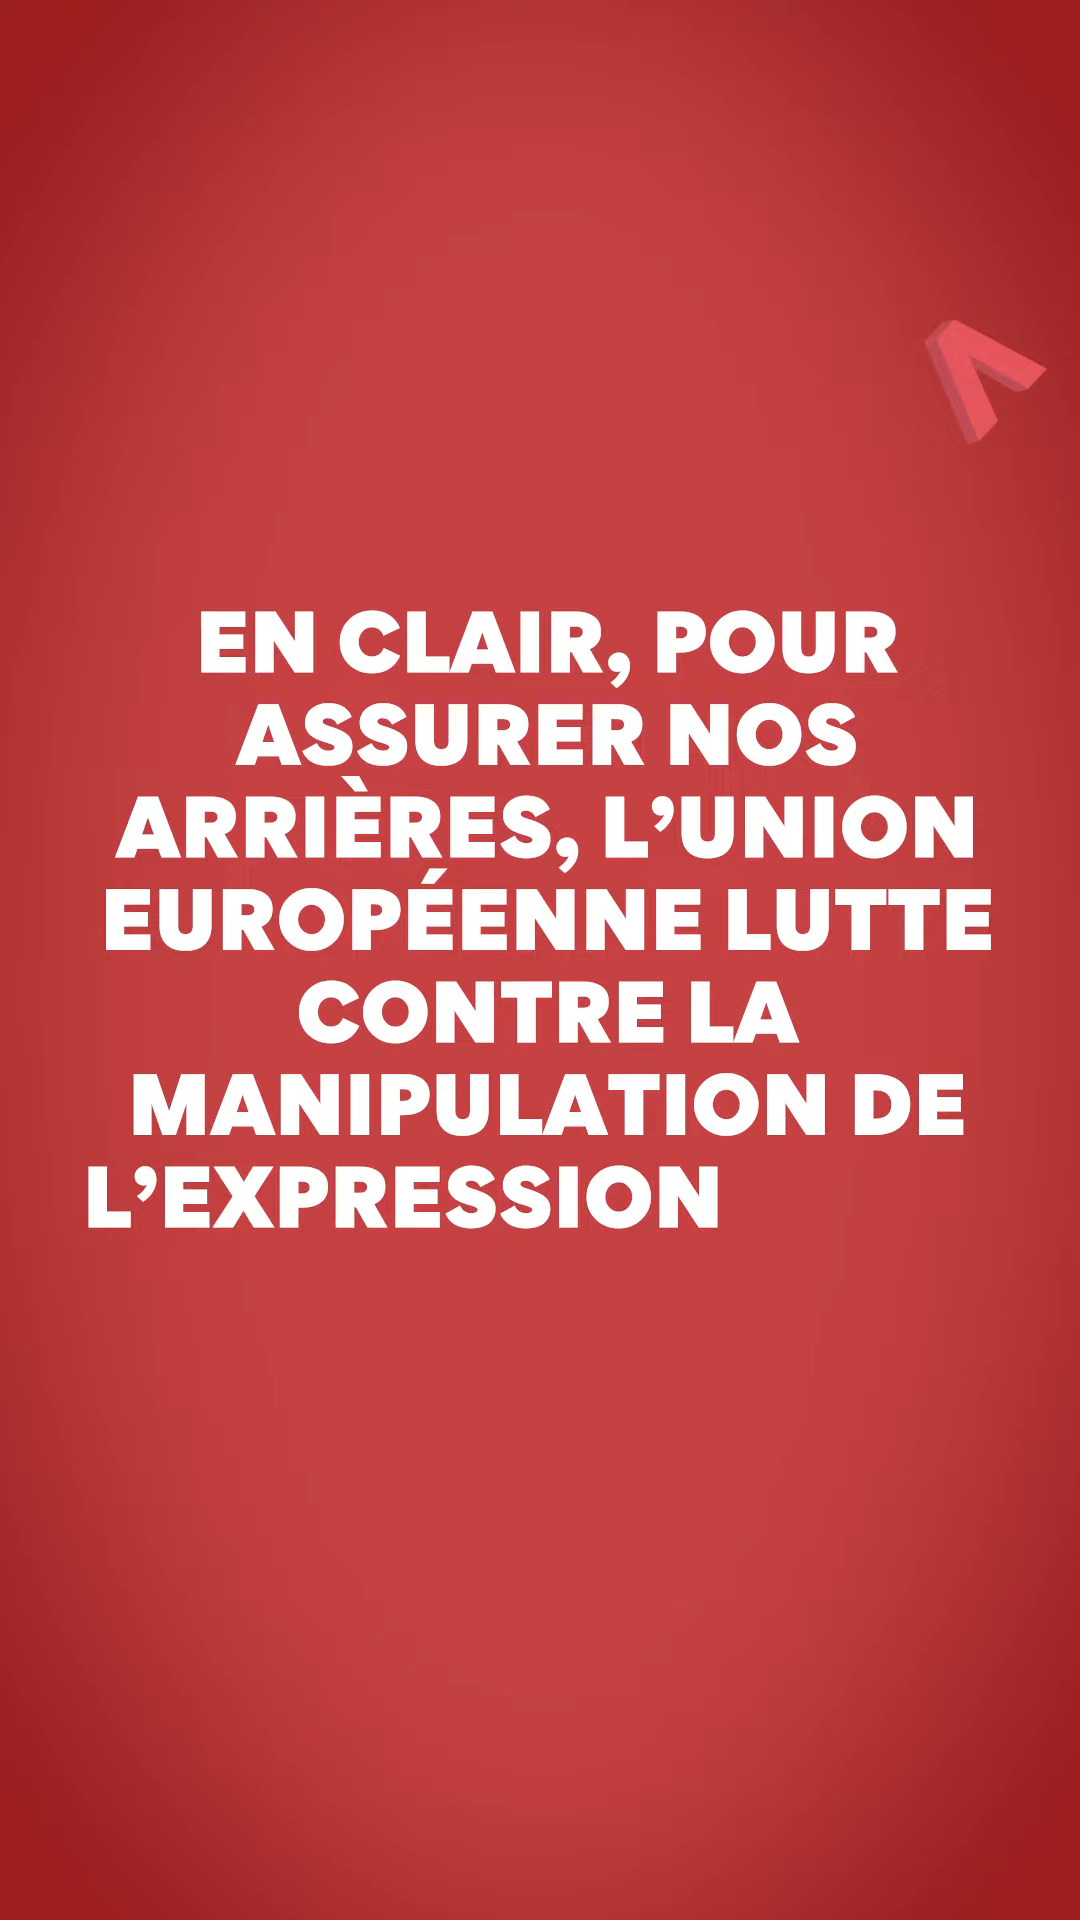 EN CLAIR, POUR
ASSURER NOS
ARRIÈRES, L’UNION
EUROPÉENNE LUTTE
CONTRE LA
MANIPULATION DE
L’EXPRESSION